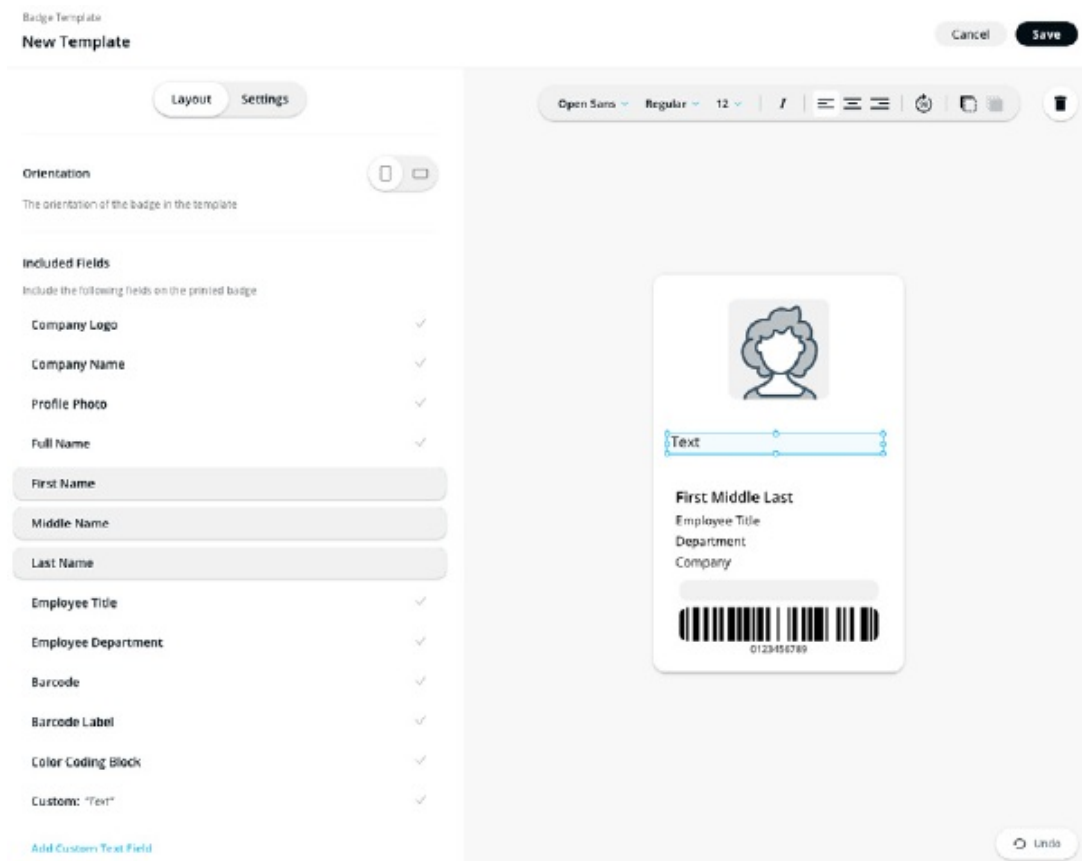 Badge Template
New Template
Cancel
Save
Layout
Settings
Open Sans
Regular
12
I
Orientation
The orientation of the badge in the template
Included Fields
Include the following fields on the printed badge
Company Logo
Company Name
Profile Photo
Full Name
First Name
Middle Name
Last Name
Employee Title
Employee Department
Barcode
Barcode Label
Color Coding Block
Custom: "Text"
Add Custom Text Field
Text
First Middle Last
Employee Title
Department
Company
0123456789
Undo